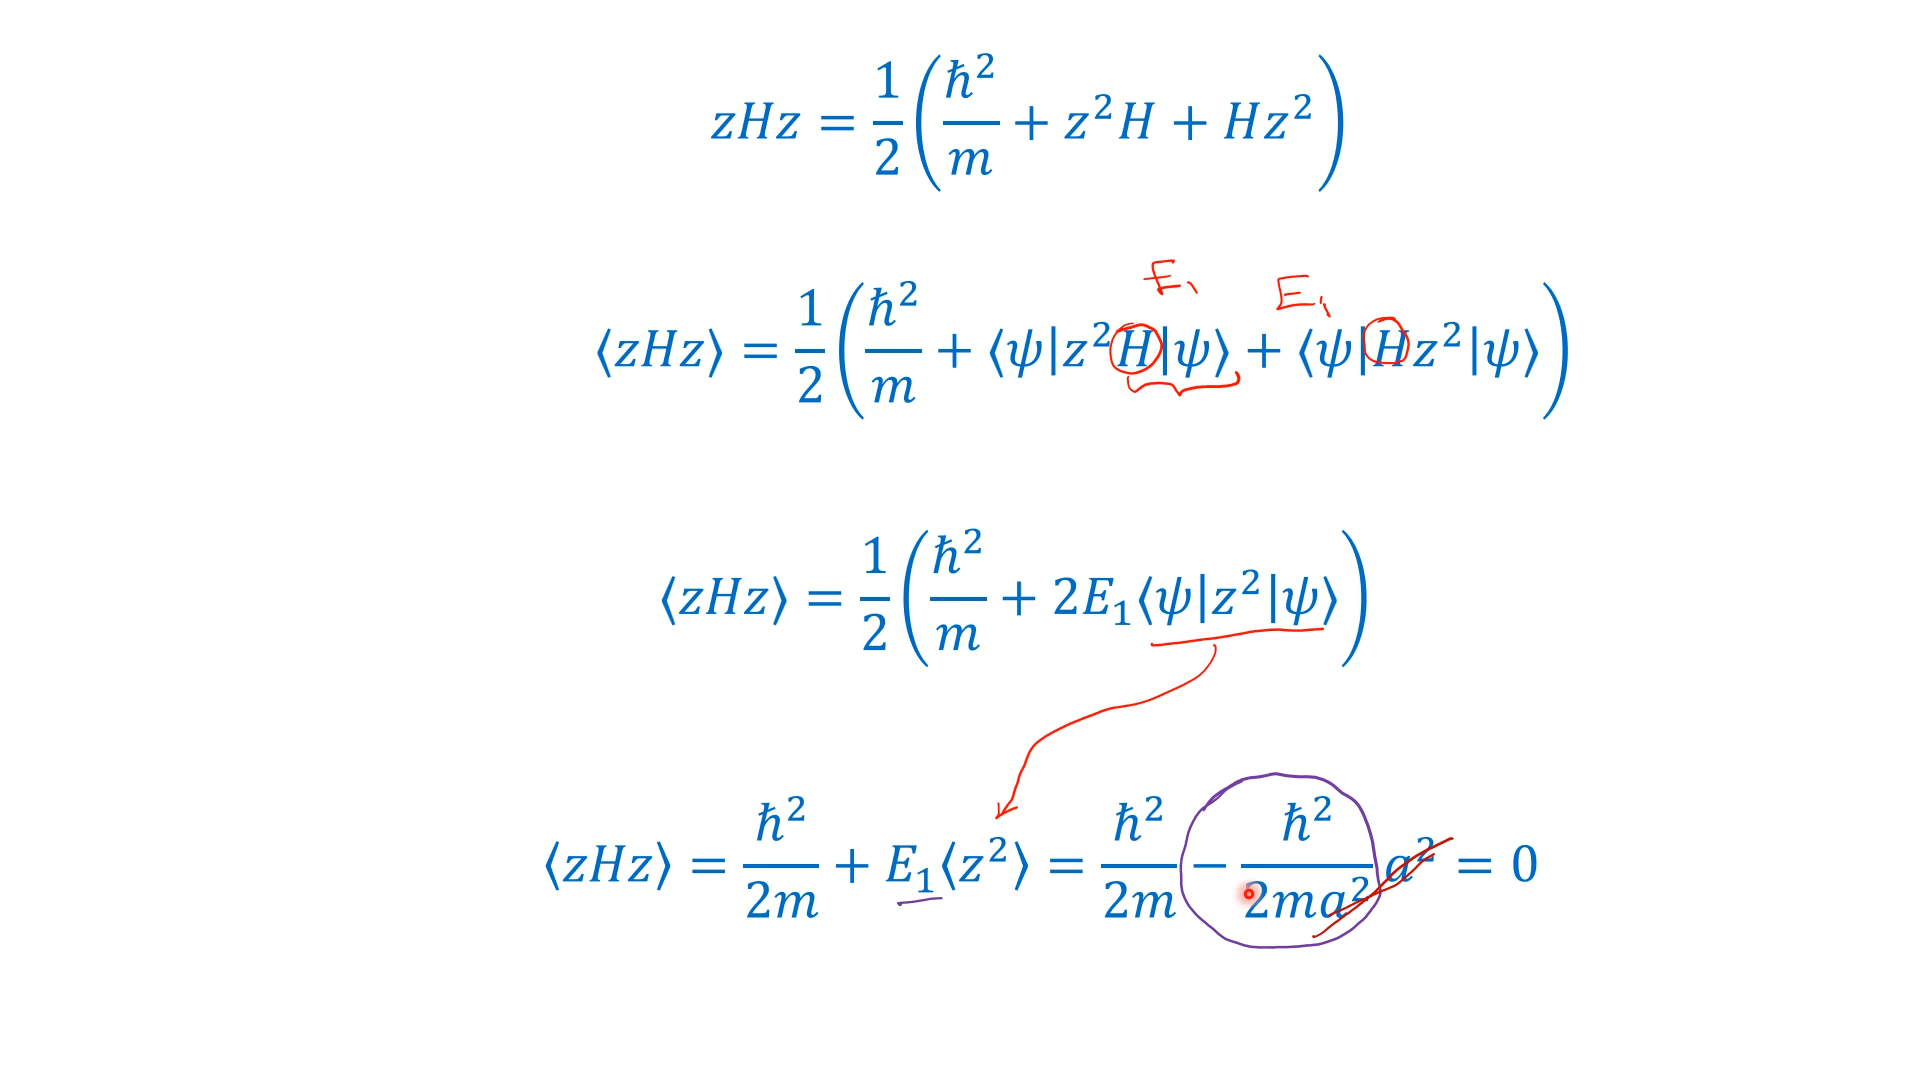 zHz = 1/2 (ℏ²/m + z²H + Hz²)
E₁ E₁
⟨zHz⟩ = 1/2 (ℏ²/m + ⟨ψ|z²H|ψ⟩ + ⟨ψ|Hz²|ψ⟩)
⟨zHz⟩ = 1/2 (ℏ²/m + 2E₁⟨ψ|z²|ψ⟩)
⟨zHz⟩ = ℏ²/2m + E₁⟨z²⟩ = ℏ²/2m − ℏ²/2ma² a² = 0